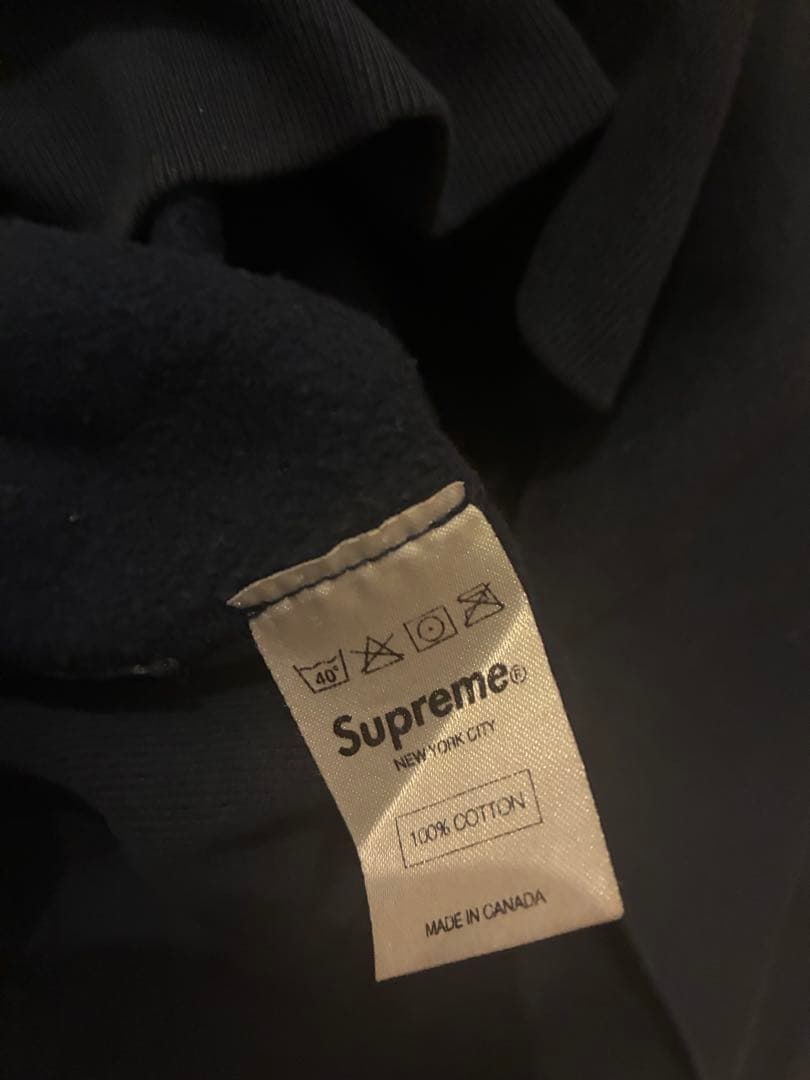 40°
Supreme®
NEW YORK CITY
100% COTTON
MADE IN CANADA